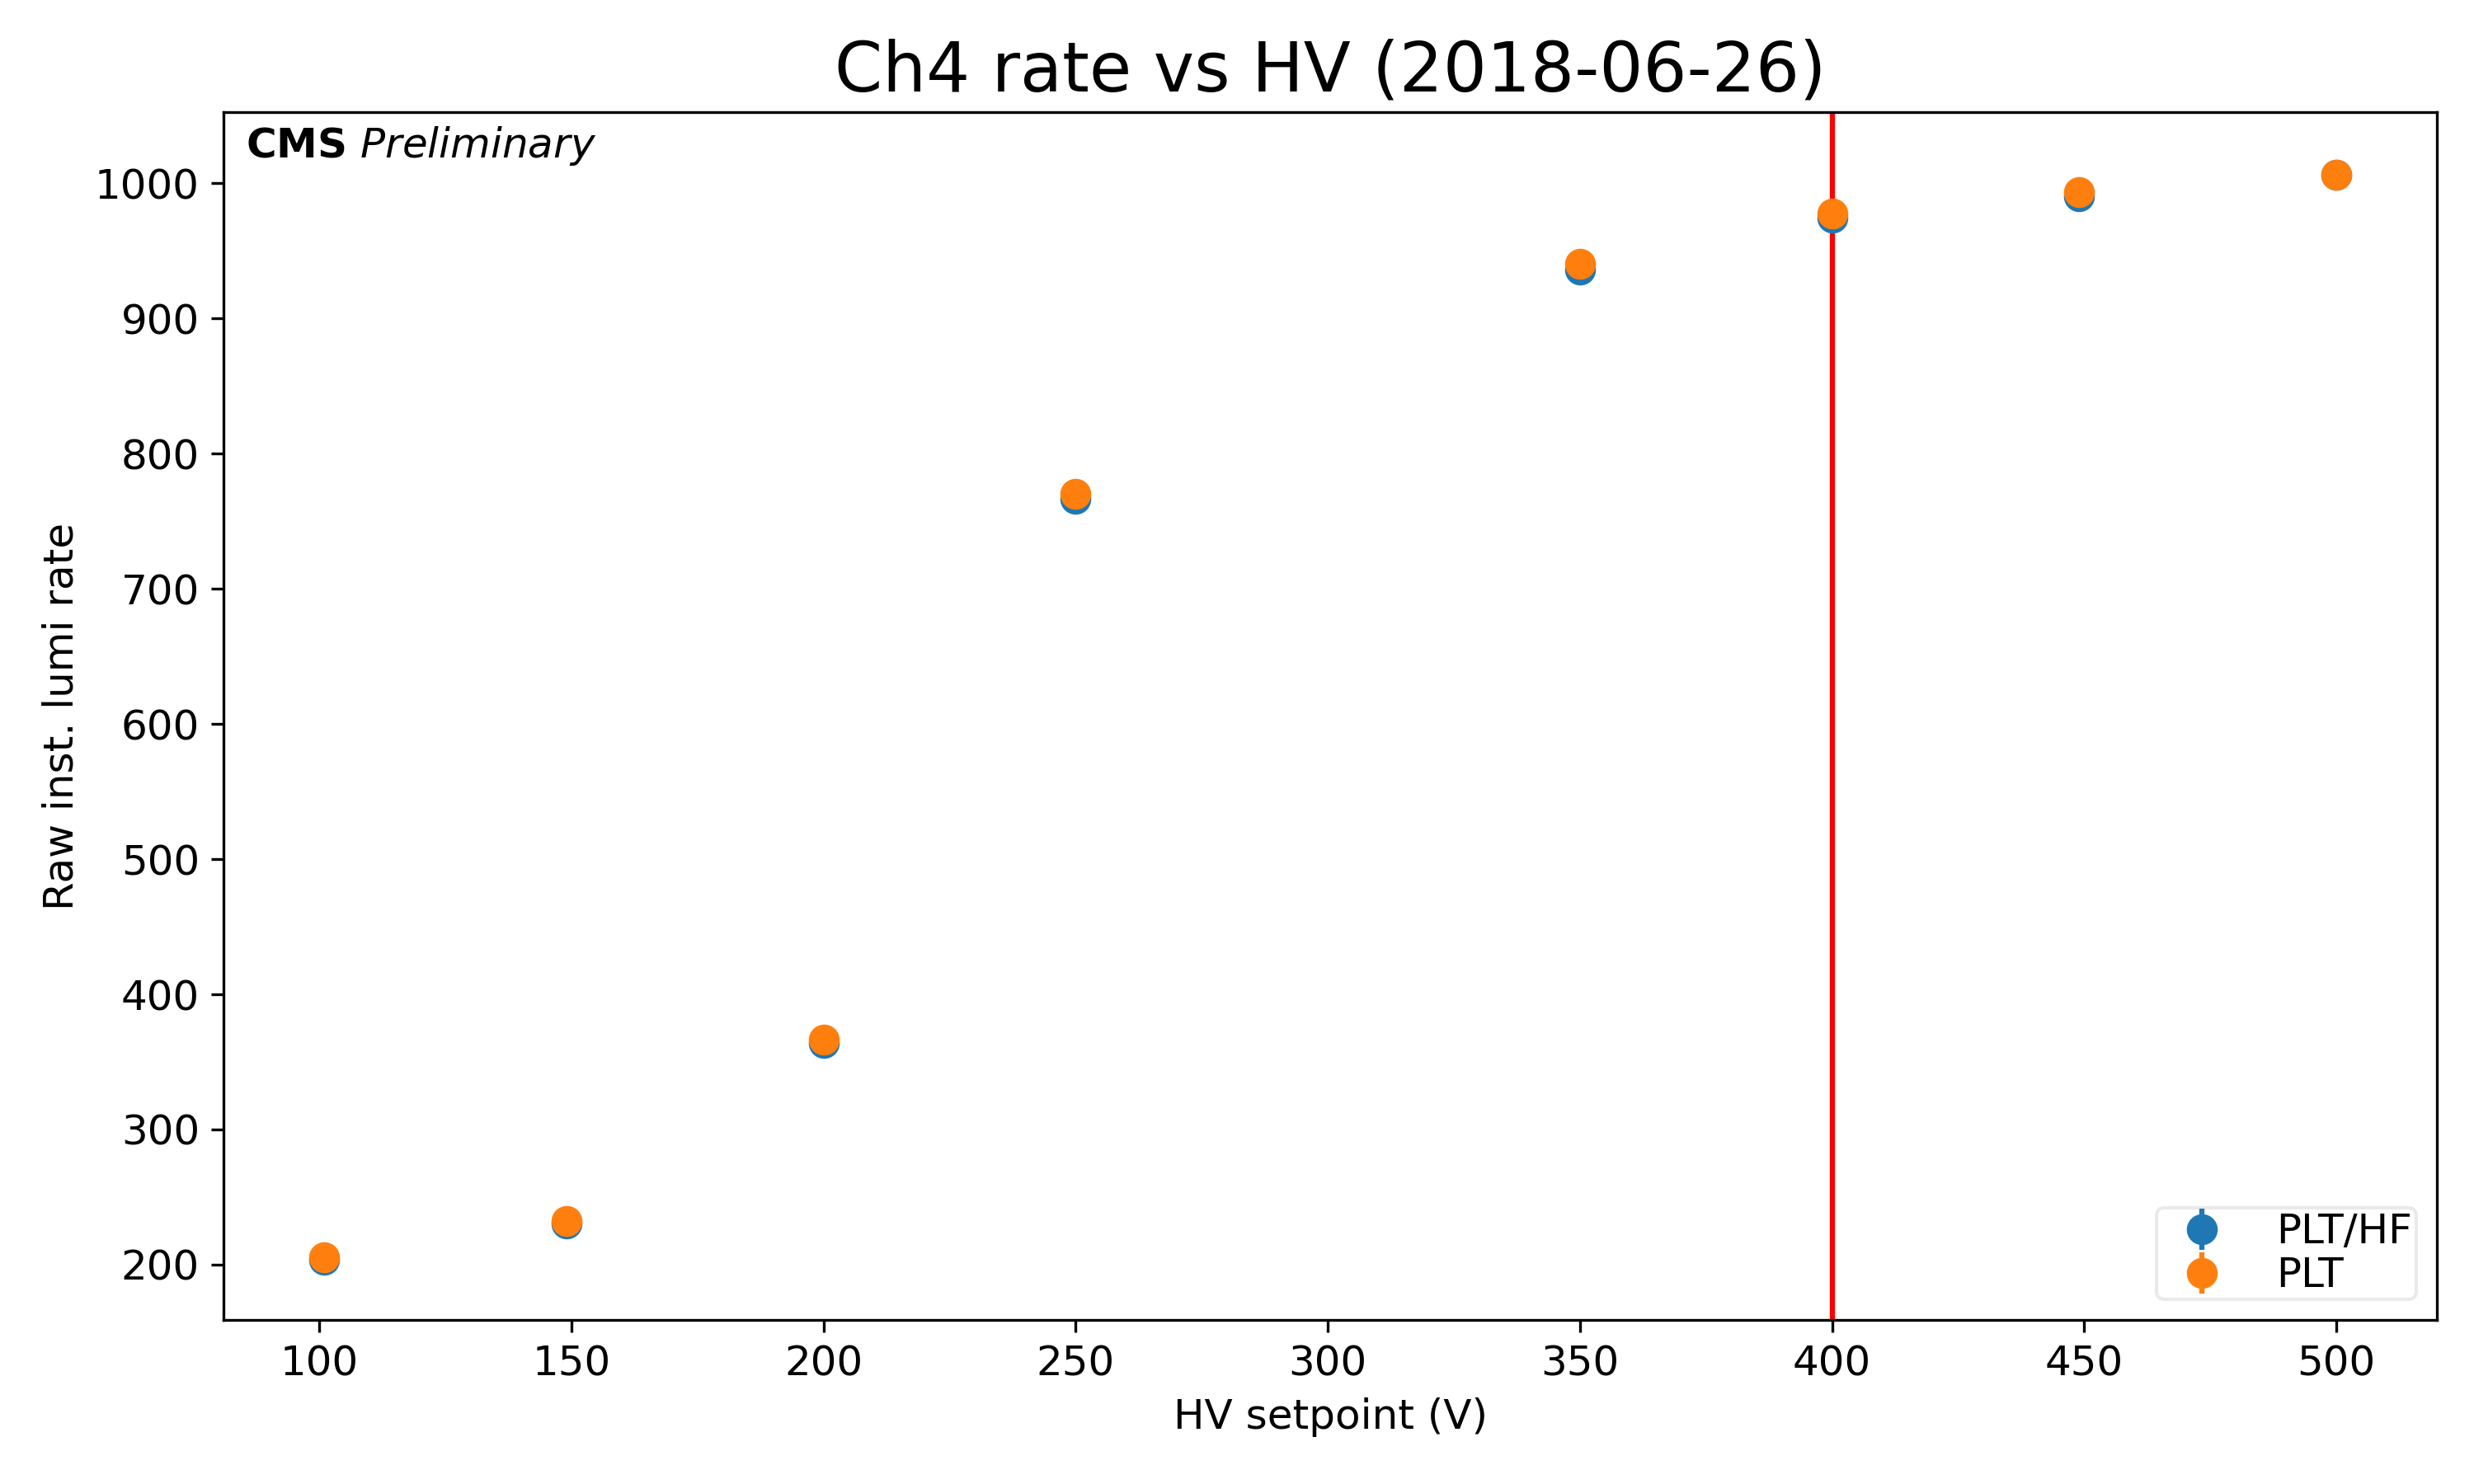 Ch4 rate vs HV (2018-06-26)
CMS Preliminary
1000
900
800
700
600
500
400
300
200
Raw inst. lumi rate
PLT/HF
PLT
100 150 200 250 300 350 400 450 500
HV setpoint (V)